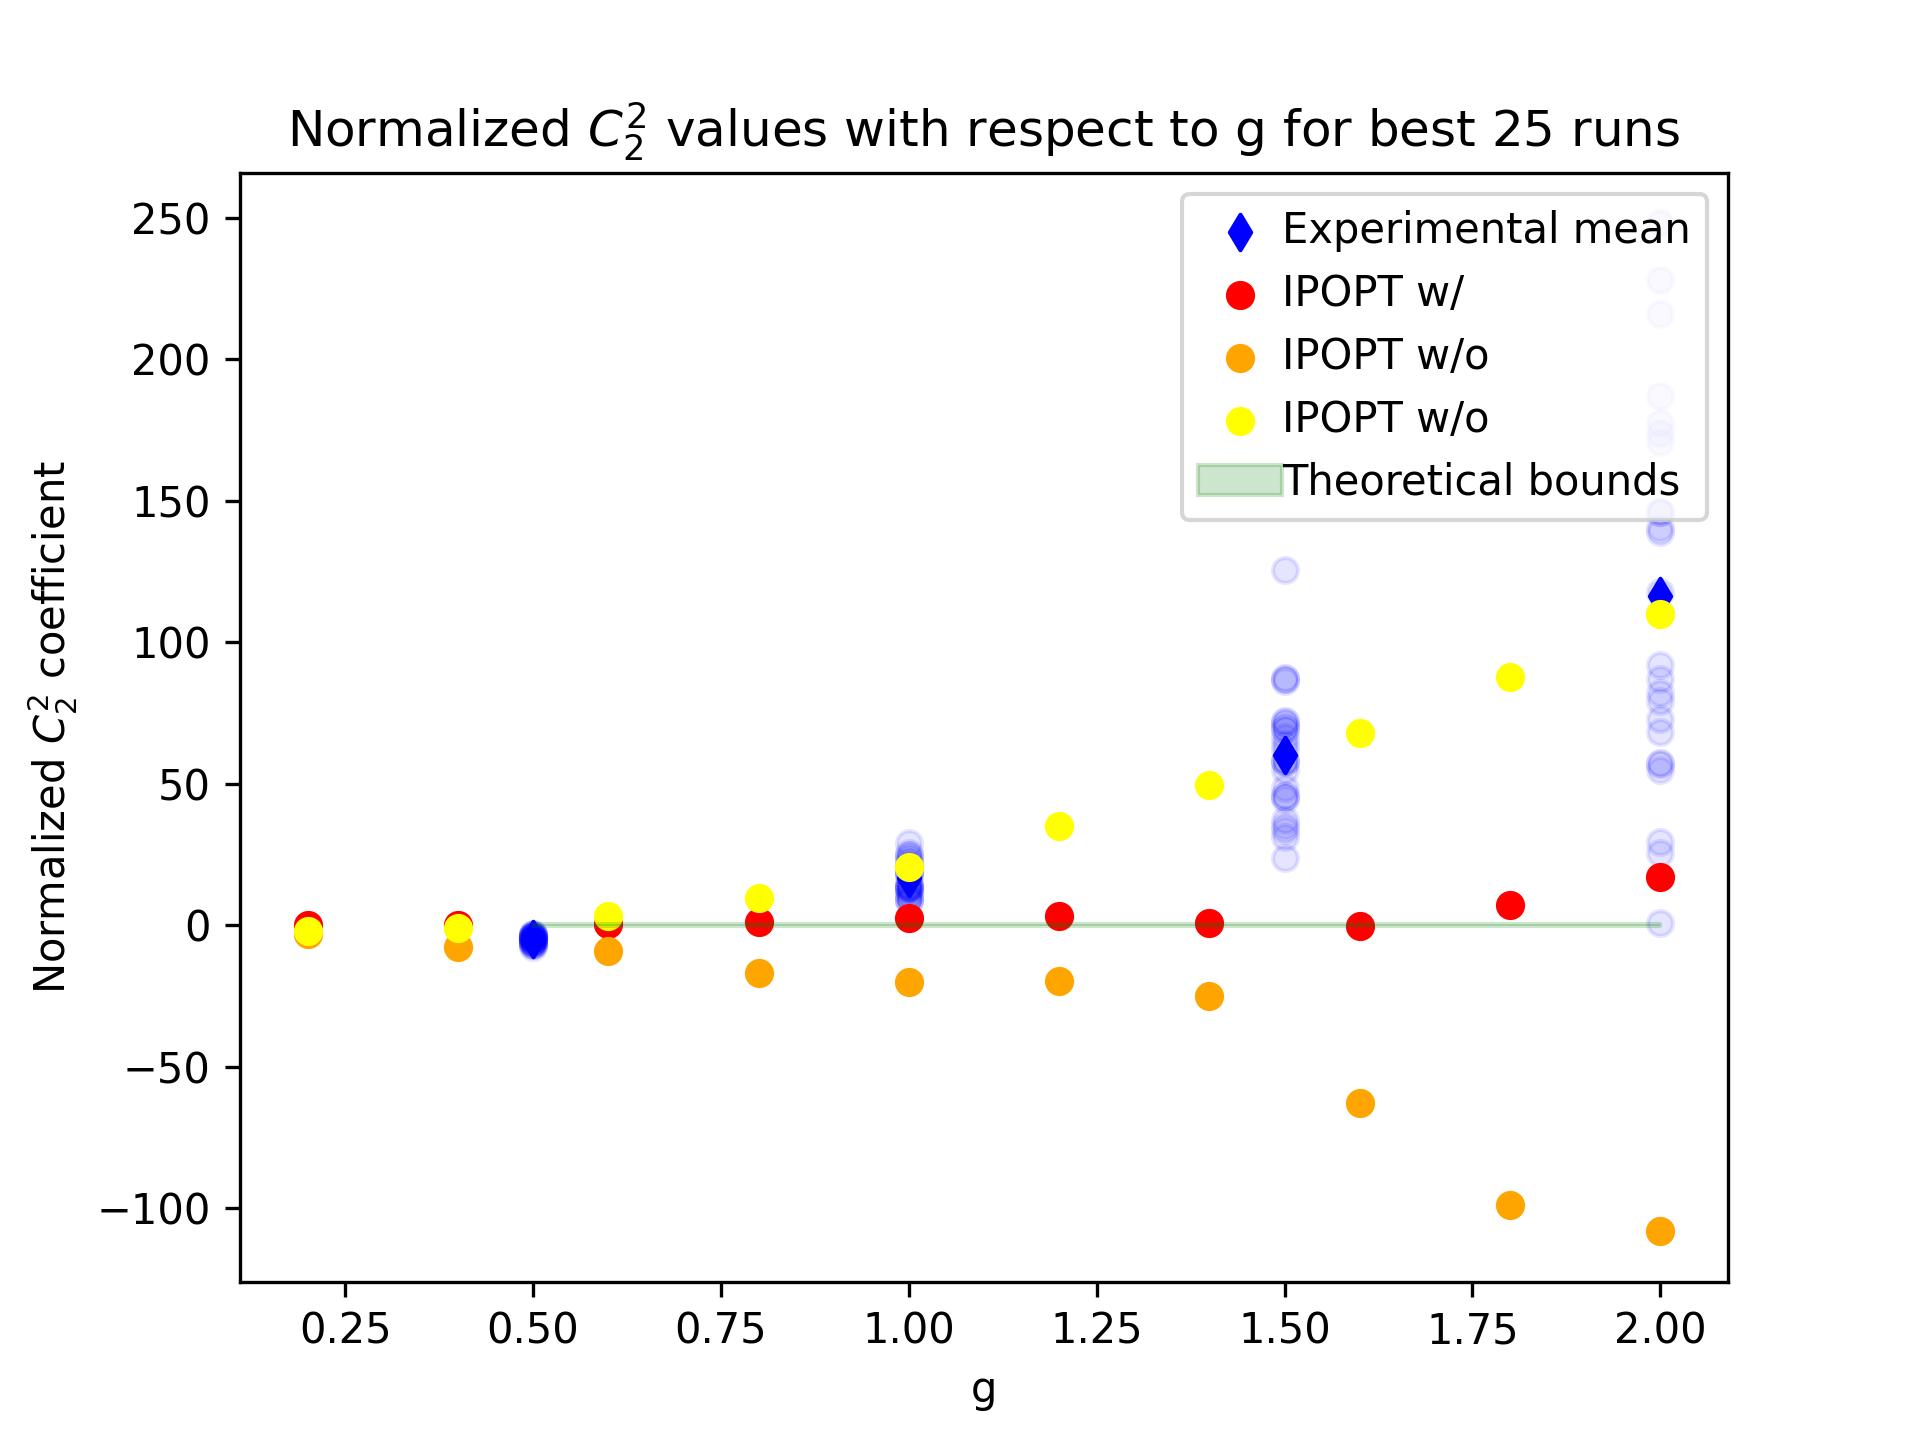 Normalized $C_2^2$ values with respect to g for best 25 runs
Experimental mean
IPOPT w/
IPOPT w/o
IPOPT w/o
Theoretical bounds
Normalized $C_2^2$ coefficient
250
200
150
100
50
0
−50
−100
0.25 0.50 0.75 1.00 1.25 1.50 1.75 2.00
g